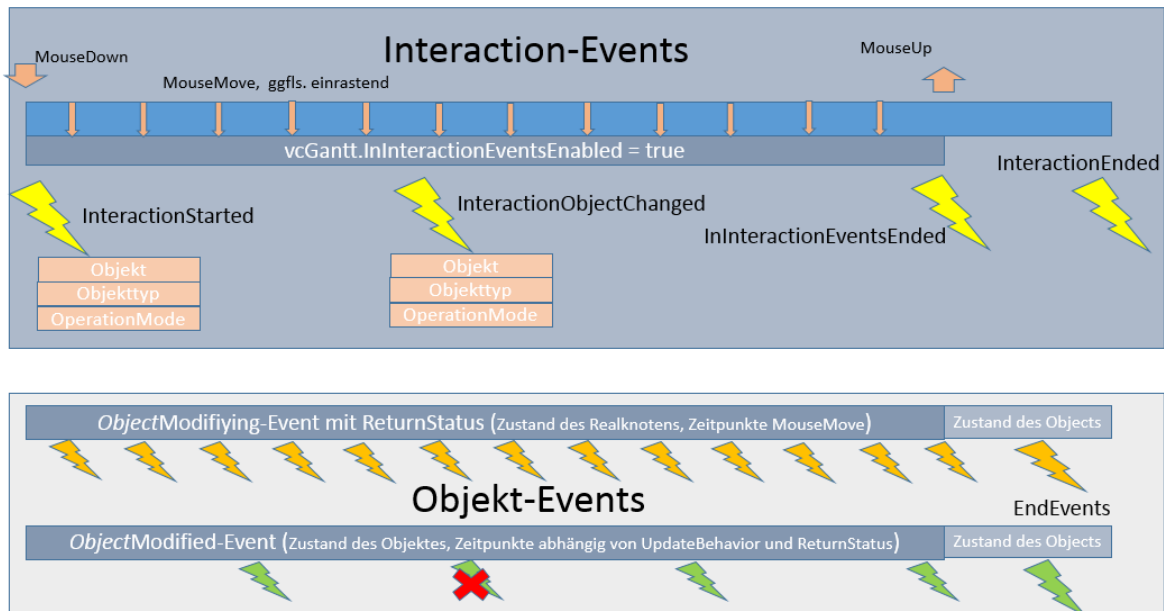 Interaction-Events
MouseDown
MouseUp
MouseMove, ggfls. einrastend
vcGantt.InInteractionEventsEnabled = true
InteractionStarted
InteractionObjectChanged
InInteractionEventsEnded
InteractionEnded
Objekt
Objekttyp
OperationMode
Objekt
Objekttyp
OperationMode
ObjectModifiying-Event mit ReturnStatus (Zustand des Realknotens, Zeitpunkte MouseMove)
Zustand des Objects
Objekt-Events
EndEvents
ObjectModified-Event (Zustand des Objektes, Zeitpunkte abhängig von UpdateBehavior und ReturnStatus)
Zustand des Objects